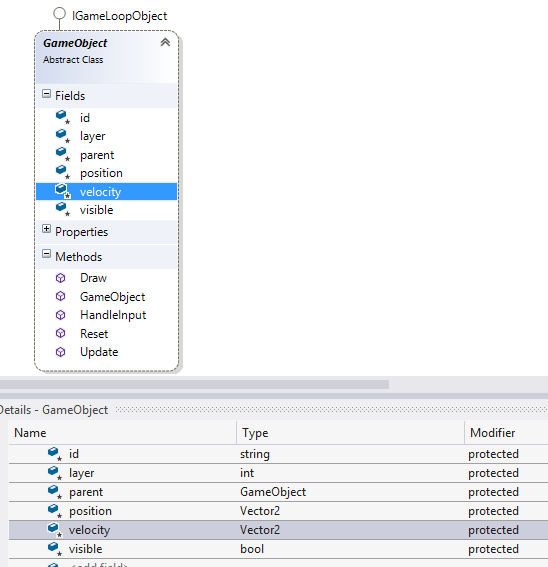 IGameLoopObject
GameObject
Abstract Class
Fields
id
layer
parent
position
velocity
visible
Properties
Methods
Draw
GameObject
HandleInput
Reset
Update
Details - GameObject
Name Type Modifier
id string protected
layer int protected
parent GameObject protected
position Vector2 protected
velocity Vector2 protected
visible bool protected
<add field>